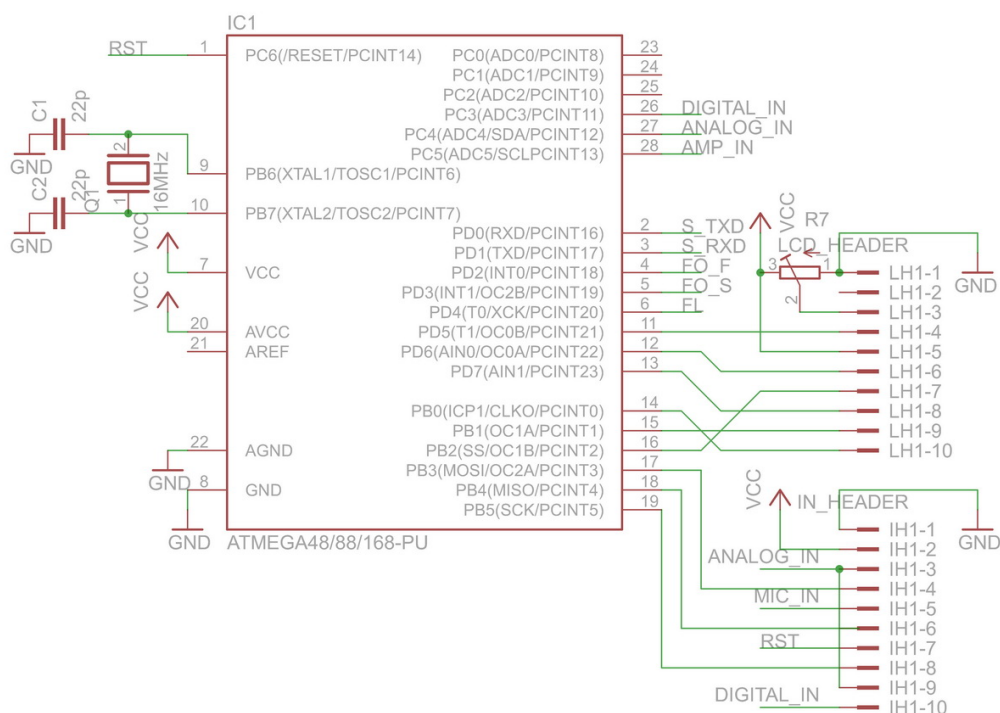 IC1
RST
1
PC6(/RESET/PCINT14)
C1
22p
GND
2
16MHz
Q1
1
C2
22p
GND
9
PB6(XTAL1/TOSC1/PCINT6)
10
PB7(XTAL2/TOSC2/PCINT7)
VCC
7
VCC
VCC
20
AVCC
21
AREF
22
AGND
GND
8
GND
GND
ATMEGA48/88/168-PU
PC0(ADC0/PCINT8)
23
PC1(ADC1/PCINT9)
24
PC2(ADC2/PCINT10)
25
PC3(ADC3/PCINT11)
26
DIGITAL_IN
PC4(ADC4/SDA/PCINT12)
27
ANALOG_IN
PC5(ADC5/SCLPCINT13)
28
AMP_IN
PD0(RXD/PCINT16)
2
S_TXD
PD1(TXD/PCINT17)
3
S_RXD
PD2(INT0/PCINT18)
4
FO_F
PD3(INT1/OC2B/PCINT19)
5
FO_S
PD4(T0/XCK/PCINT20)
6
FL
PD5(T1/OC0B/PCINT21)
11
PD6(AIN0/OC0A/PCINT22)
12
PD7(AIN1/PCINT23)
13
PB0(ICP1/CLKO/PCINT0)
14
PB1(OC1A/PCINT1)
15
PB2(SS/OC1B/PCINT2)
16
PB3(MOSI/OC2A/PCINT3)
17
PB4(MISO/PCINT4)
18
PB5(SCK/PCINT5)
19
VCC
R7
LCD_HEADER
3
1
2
GND
LH1-1
LH1-2
LH1-3
LH1-4
LH1-5
LH1-6
LH1-7
LH1-8
LH1-9
LH1-10
VCC
IN_HEADER
GND
IH1-1
IH1-2
ANALOG_IN
IH1-3
IH1-4
MIC_IN
IH1-5
IH1-6
RST
IH1-7
IH1-8
IH1-9
DIGITAL_IN
IH1-10